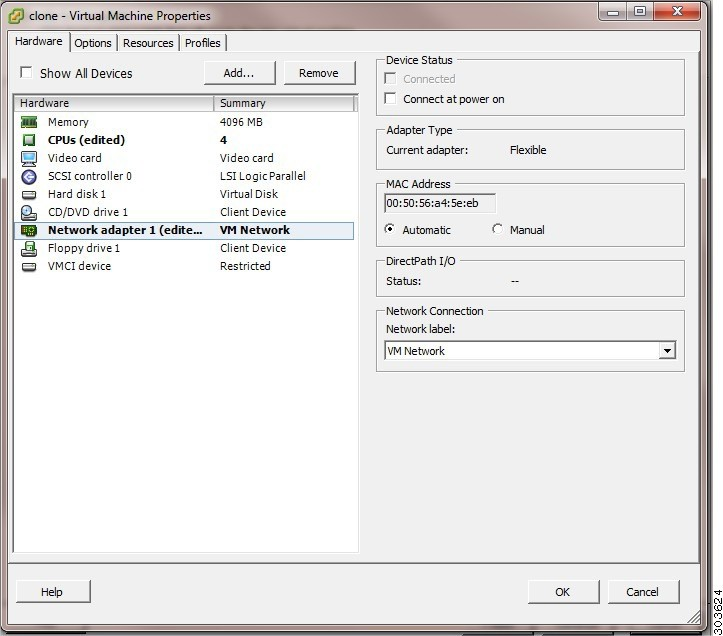 clone - Virtual Machine Properties
Hardware Options Resources Profiles
Show All Devices Add... Remove
Hardware Summary
Memory 4096 MB
CPUs (edited) 4
Video card Video card
SCSI controller 0 LSI Logic Parallel
Hard disk 1 Virtual Disk
CD/DVD drive 1 Client Device
Network adapter 1 (edite... VM Network
Floppy drive 1 Client Device
VMCI device Restricted
Device Status
Connected
Connect at power on
Adapter Type
Current adapter: Flexible
MAC Address
00:50:56:a4:5e:eb
Automatic Manual
DirectPath I/O
Status: --
Network Connection
Network label:
VM Network
Help OK Cancel
303624